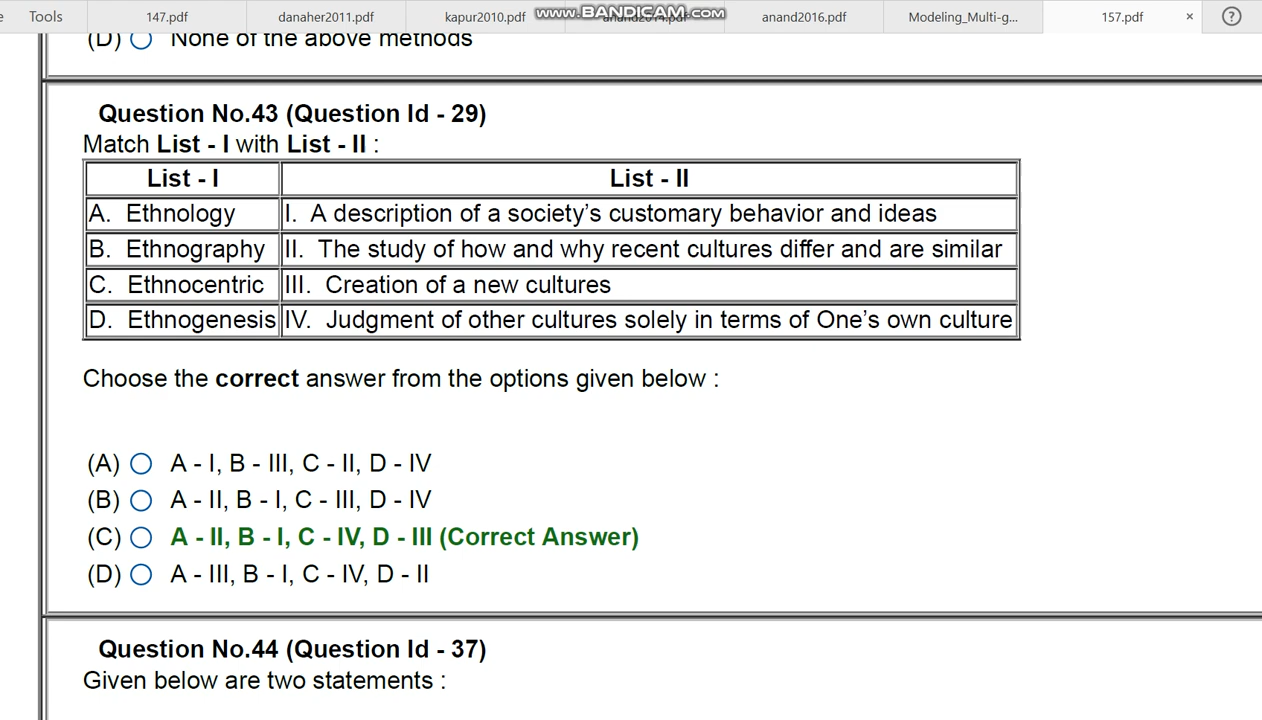 e Tools 147.pdf danaher2011.pdf kapur2010.pdf anand2014.pdf anand2016.pdf Modeling_Multi-g... 157.pdf × ?
www.BANDICAM.com
(D) None of the above methods
Question No.43 (Question Id - 29)
Match List - I with List - II :
List - I List - II
A. Ethnology I. A description of a society’s customary behavior and ideas
B. Ethnography II. The study of how and why recent cultures differ and are similar
C. Ethnocentric III. Creation of a new cultures
D. Ethnogenesis IV. Judgment of other cultures solely in terms of One’s own culture
Choose the correct answer from the options given below :
(A) A - I, B - III, C - II, D - IV
(B) A - II, B - I, C - III, D - IV
(C) A - II, B - I, C - IV, D - III (Correct Answer)
(D) A - III, B - I, C - IV, D - II
Question No.44 (Question Id - 37)
Given below are two statements :